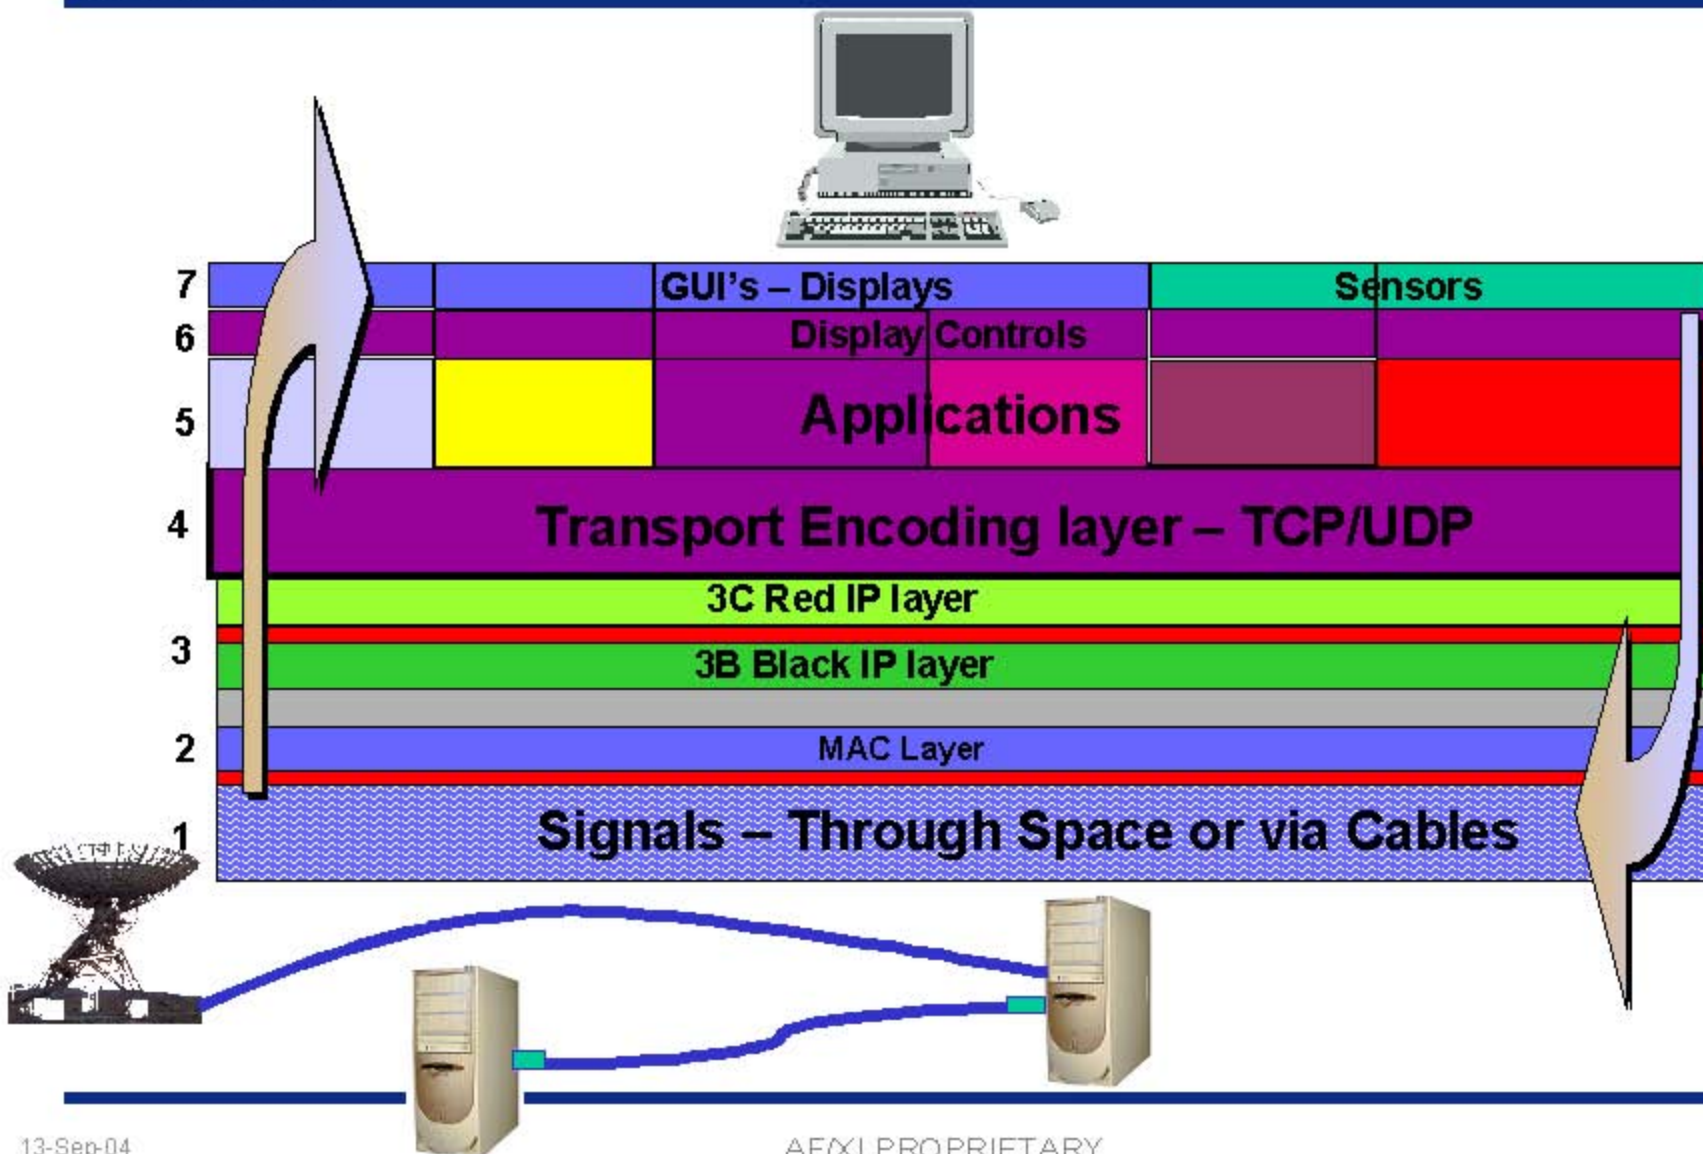 7 GUI's – Displays Sensors
6 Display Controls
5 Applications
4 Transport Encoding layer – TCP/UDP
3C Red IP layer
3
3B Black IP layer
2 MAC Layer
1 Signals – Through Space or via Cables
13-Sep-04 AF/XI PROPRIETARY